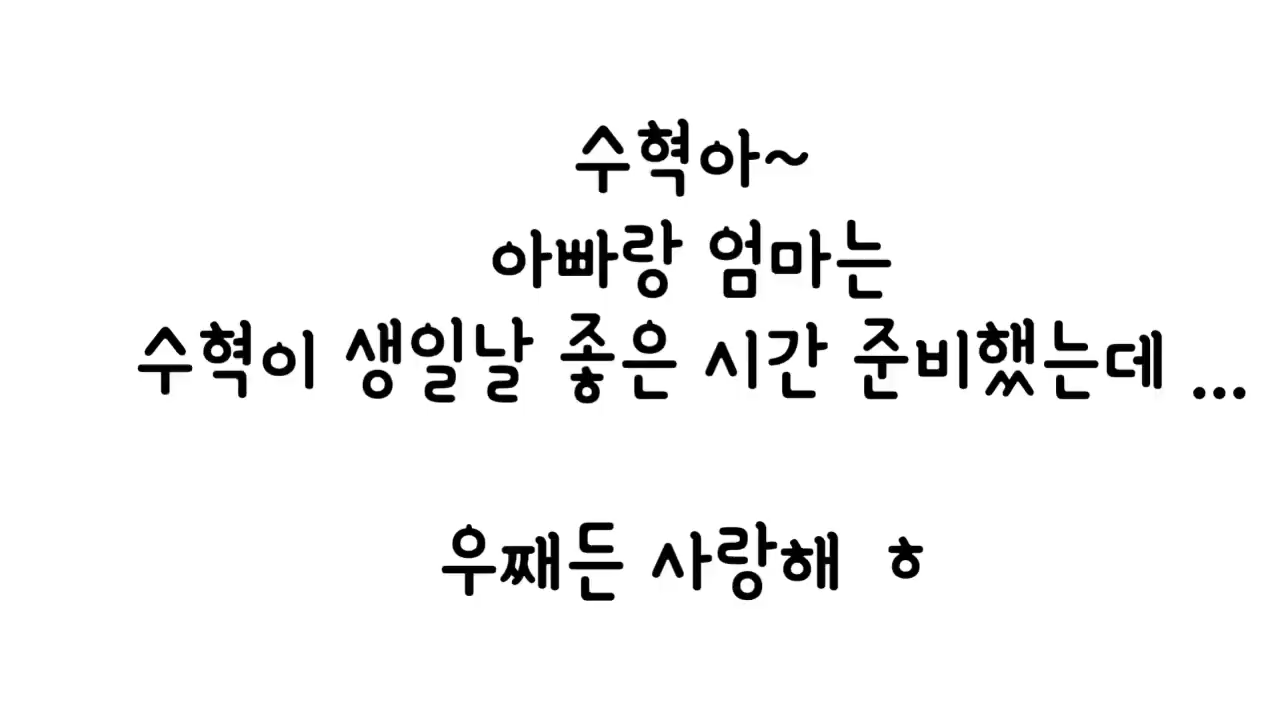 수혁아~
아빠랑 엄마는
수혁이 생일날 좋은 시간 준비했는데 ...
우째든 사랑해 ㅎ